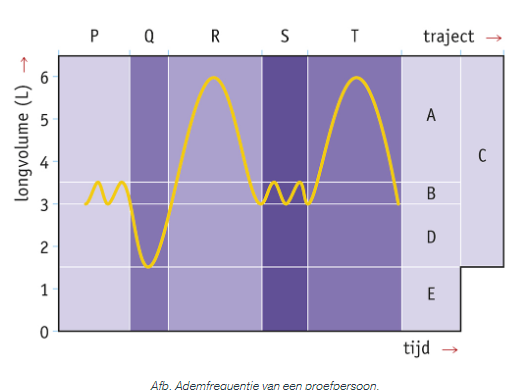 P Q R S T traject →
longvolume (L) →
6
5
4
3
2
1
0
A
B
C
D
E
tijd →
Afb. Ademfrequentie van een proefpersoon.